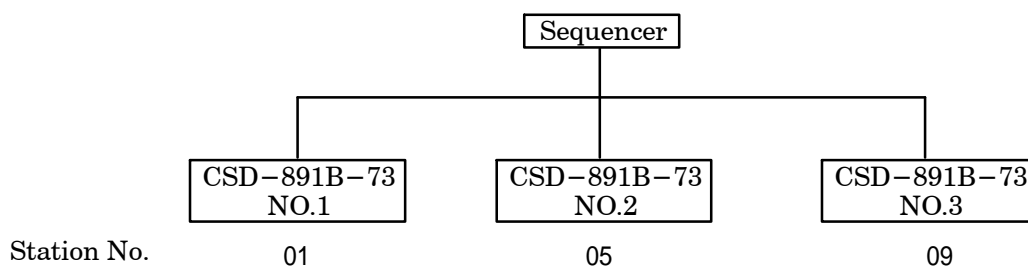 Sequencer
CSD−891B−73 CSD−891B−73 CSD−891B−73
NO.1 NO.2 NO.3
Station No. 01 05 09